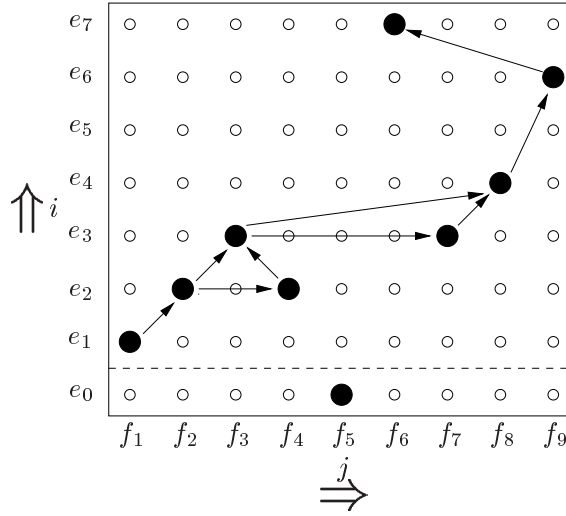 e₇
e₆
e₅
e₄
⇑ i
e₃
e₂
e₁
e₀
f₁ f₂ f₃ f₄ f₅ f₆ f₇ f₈ f₉
j
⇒